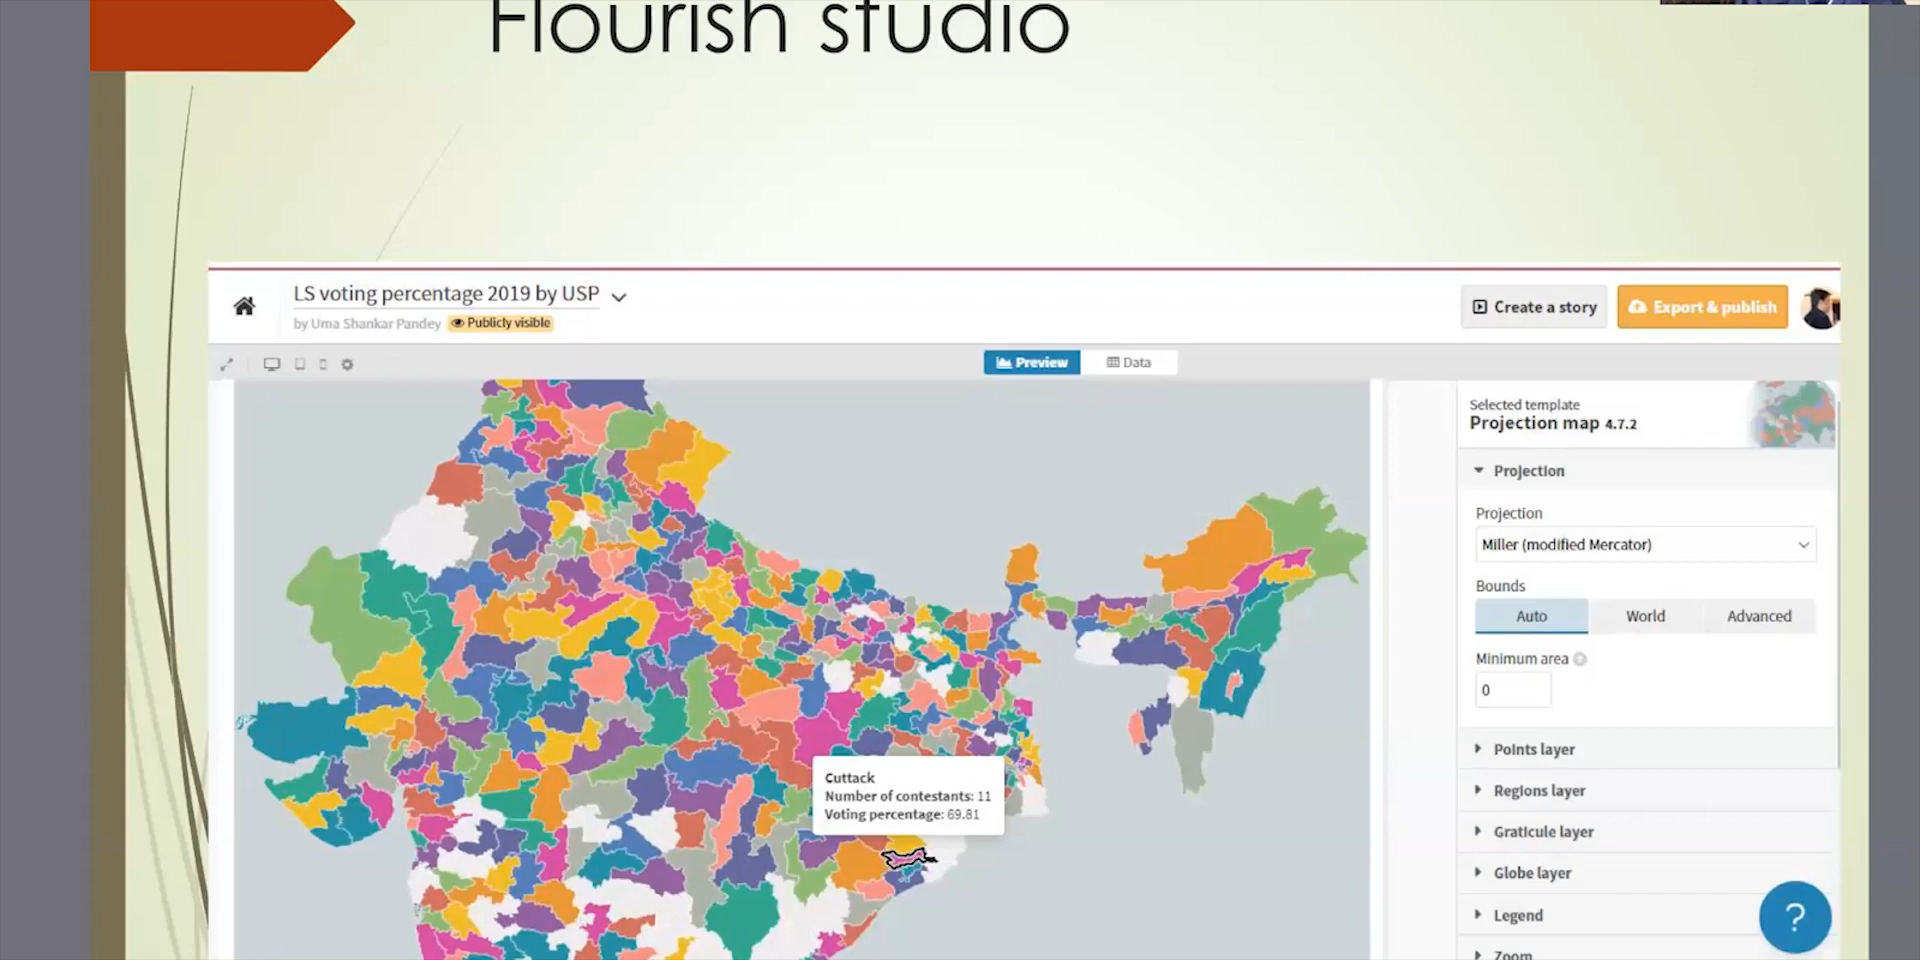 Flourish studio
LS voting percentage 2019 by USP
by Uma Shankar Pandey Publicly visible
Create a story
Export & publish
Preview
Data
Selected template
Projection map 4.7.2
Projection
Projection
Miller (modified Mercator)
Bounds
Auto World Advanced
Minimum area
0
Points layer
Regions layer
Graticule layer
Globe layer
Legend
Zoom
?
Cuttack
Number of contestants: 11
Voting percentage: 69.81